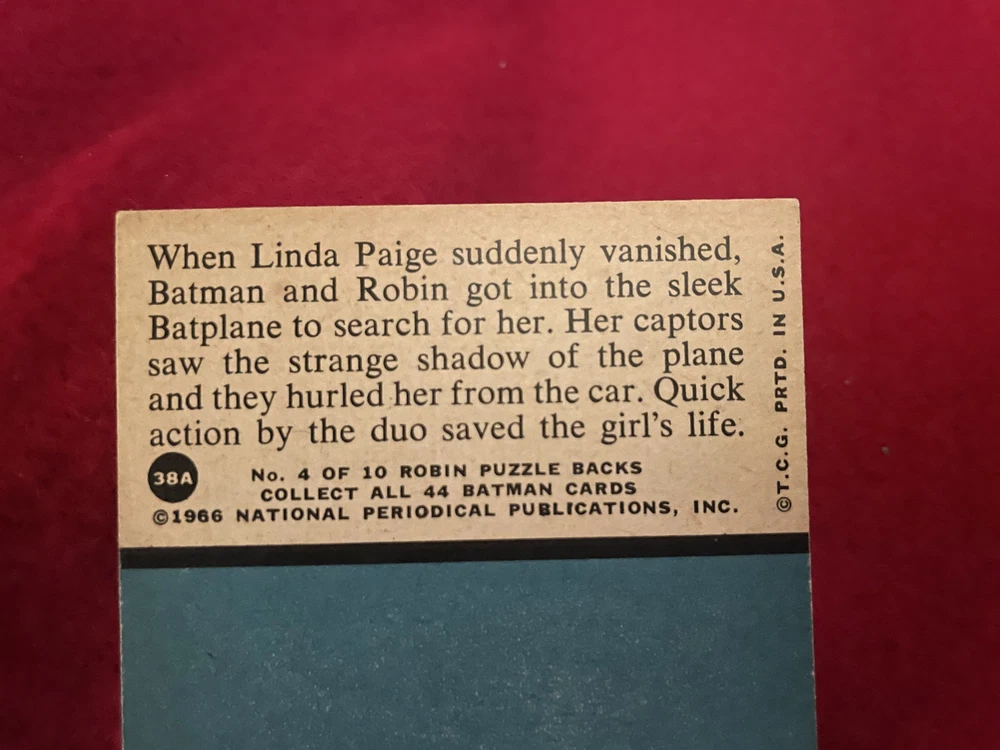 When Linda Paige suddenly vanished,
Batman and Robin got into the sleek
Batplane to search for her. Her captors
saw the strange shadow of the plane
and they hurled her from the car. Quick
action by the duo saved the girl's life.
38A
No. 4 OF 10 ROBIN PUZZLE BACKS
COLLECT ALL 44 BATMAN CARDS
©1966 NATIONAL PERIODICAL PUBLICATIONS, INC.
©T.C.G. PRTD. IN U.S.A.